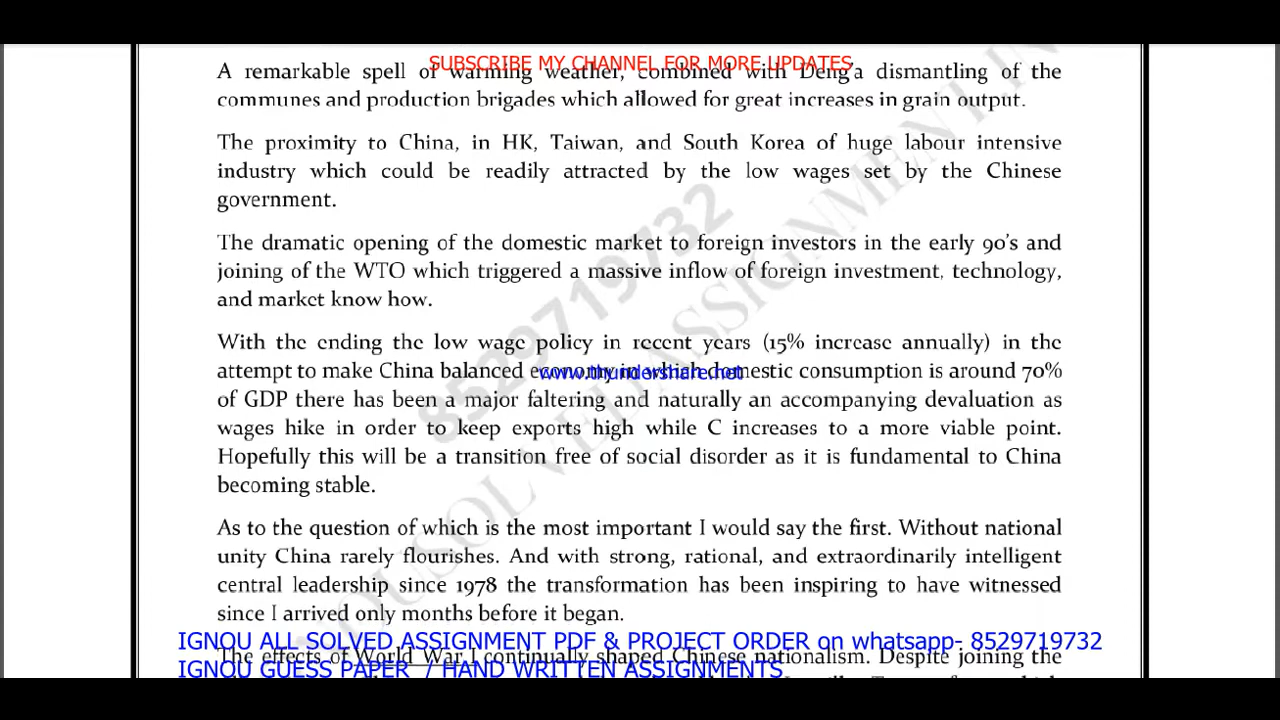 SUBSCRIBE MY CHANNEL FOR MORE UPDATES
A remarkable spell of warming weather, combined with Deng'a dismantling of the
communes and production brigades which allowed for great increases in grain output.
The proximity to China, in HK, Taiwan, and South Korea of huge labour intensive
industry which could be readily attracted by the low wages set by the Chinese
government.
The dramatic opening of the domestic market to foreign investors in the early 90's and
joining of the WTO which triggered a massive inflow of foreign investment, technology,
and market know how.
With the ending the low wage policy in recent years (15% increase annually) in the
attempt to make China balanced economy in which domestic consumption is around 70%
www.thundershare.net
of GDP there has been a major faltering and naturally an accompanying devaluation as
wages hike in order to keep exports high while C increases to a more viable point.
Hopefully this will be a transition free of social disorder as it is fundamental to China
becoming stable.
As to the question of which is the most important I would say the first. Without national
unity China rarely flourishes. And with strong, rational, and extraordinarily intelligent
central leadership since 1978 the transformation has been inspiring to have witnessed
since I arrived only months before it began.
IGNOU ALL SOLVED ASSIGNMENT PDF & PROJECT ORDER on whatsapp- 8529719732
The effects of World War I continually shaped Chinese nationalism. Despite joining the
IGNOU GUESS PAPER / HAND WRITTEN ASSIGNMENTS
8529719732